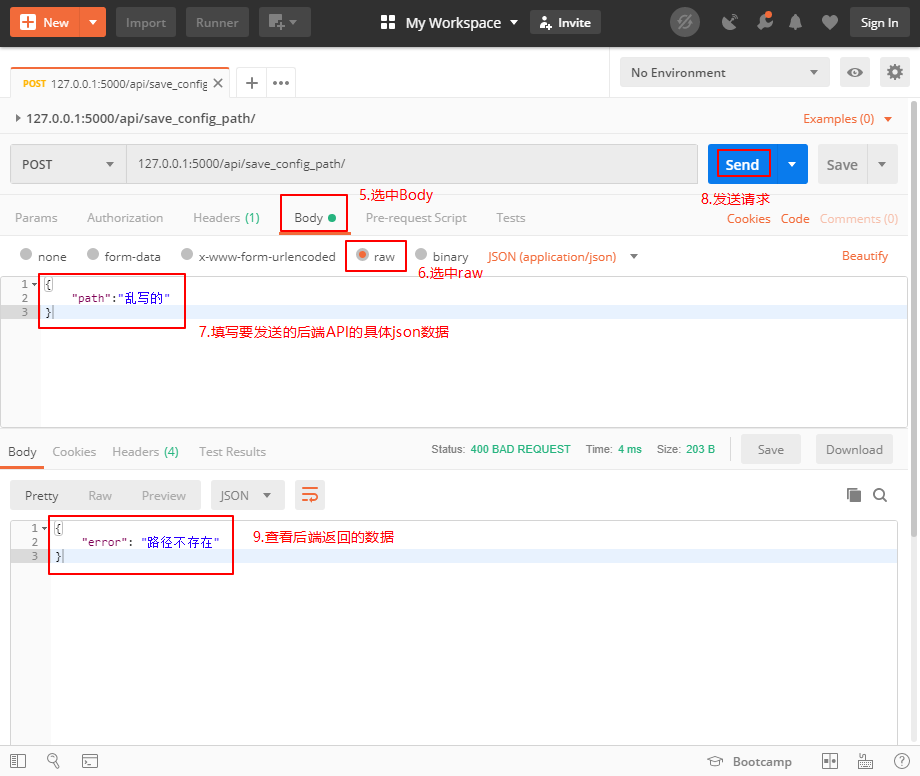 New Import Runner My Workspace Invite Sign In
POST 127.0.0.1:5000/api/save_config No Environment
127.0.0.1:5000/api/save_config_path/ Examples (0)
POST 127.0.0.1:5000/api/save_config_path/ Send Save
5.选中Body 8.发送请求
Params Authorization Headers (1) Body Pre-request Script Tests Cookies Code Comments (0)
none form-data x-www-form-urlencoded raw binary JSON (application/json) Beautify
6.选中raw
1 {
2 "path":"乱写的"
3 }
7.填写要发送的后端API的具体json数据
Body Cookies Headers (4) Test Results Status: 400 BAD REQUEST Time: 4 ms Size: 203 B Save Download
Pretty Raw Preview JSON
1 {
2 "error": "路径不存在"
3 }
9.查看后端返回的数据
Bootcamp